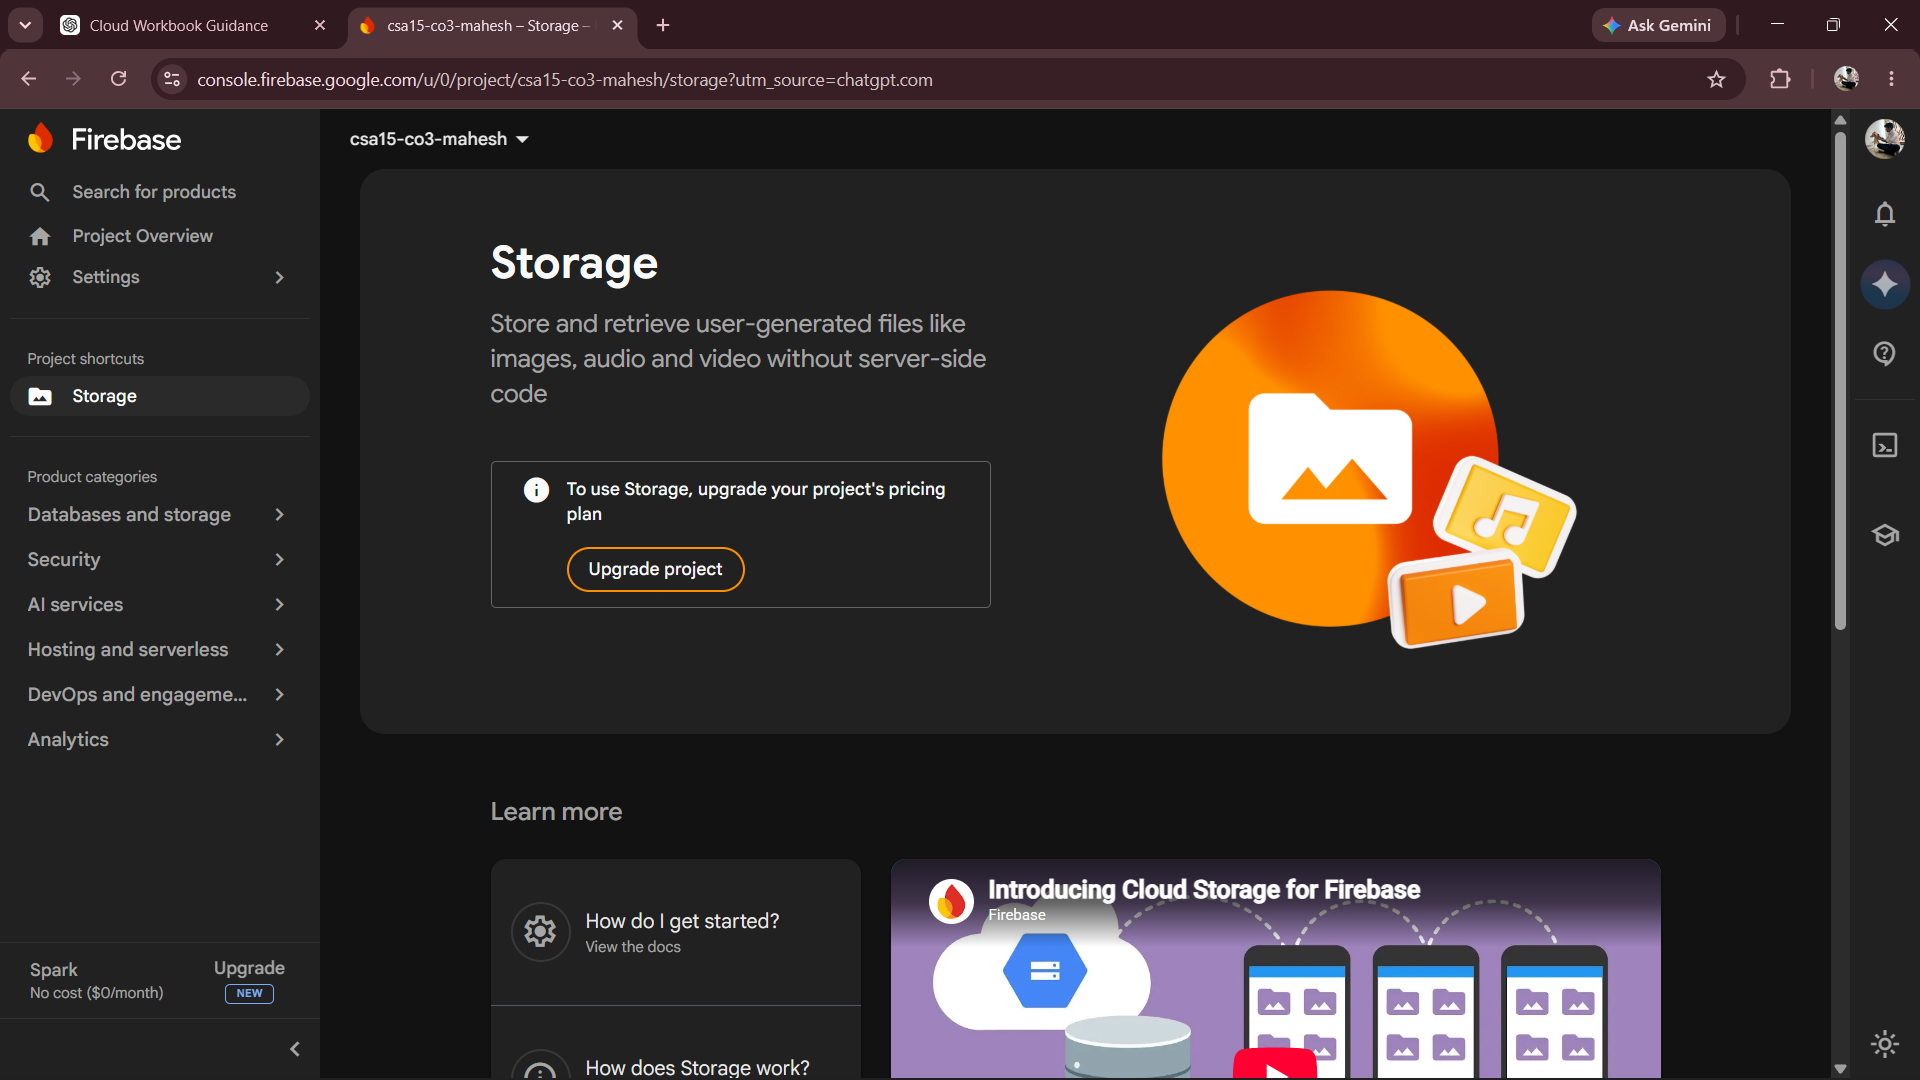 Cloud Workbook Guidance
csa15-co3-mahesh – Storage –
Ask Gemini
console.firebase.google.com/u/0/project/csa15-co3-mahesh/storage?utm_source=chatgpt.com
Firebase
Search for products
Project Overview
Settings
Project shortcuts
Storage
Product categories
Databases and storage
Security
AI services
Hosting and serverless
DevOps and engageme...
Analytics
Spark
No cost ($0/month)
Upgrade
NEW
csa15-co3-mahesh
Storage
Store and retrieve user-generated files like
images, audio and video without server-side
code
To use Storage, upgrade your project's pricing
plan
Upgrade project
Learn more
How do I get started?
View the docs
How does Storage work?
Introducing Cloud Storage for Firebase
Firebase